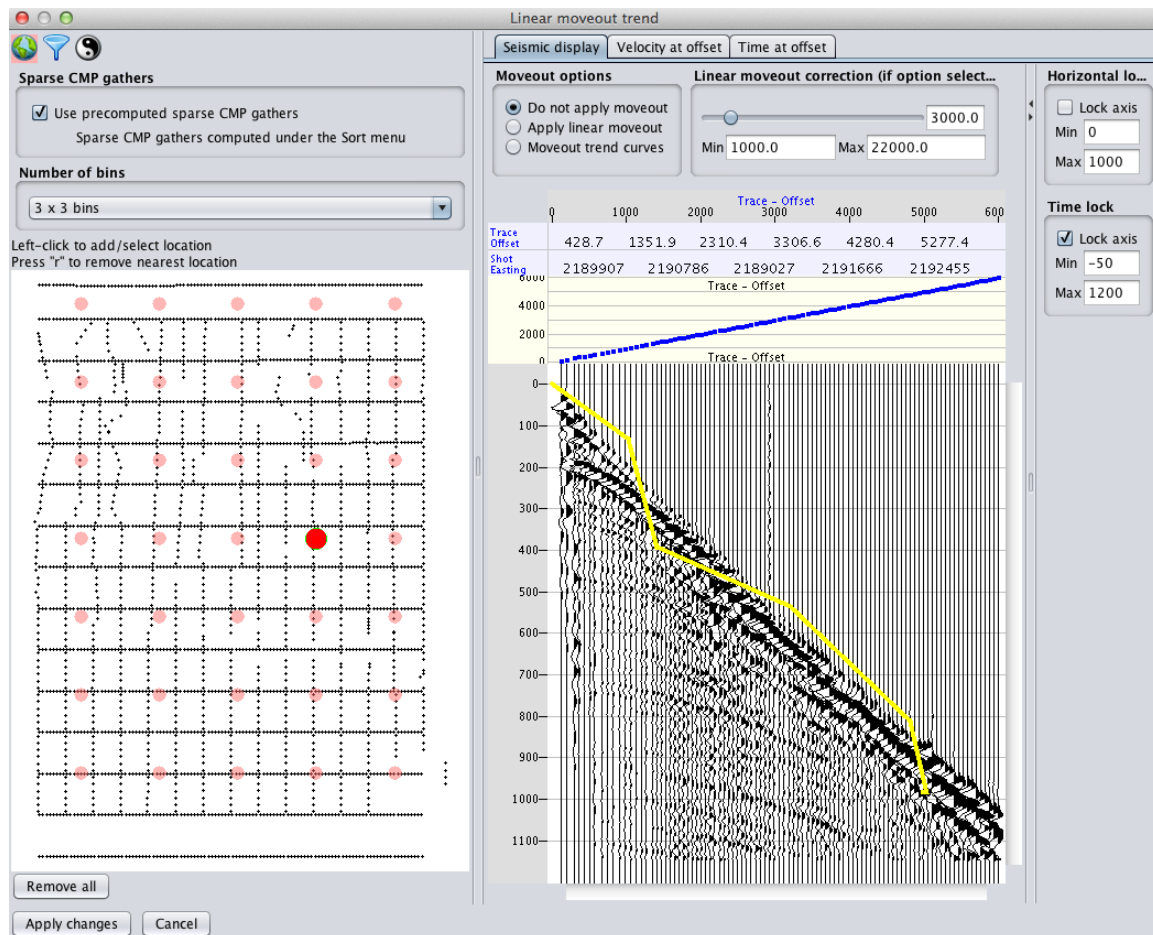 Linear moveout trend
Sparse CMP gathers
Use precomputed sparse CMP gathers
Sparse CMP gathers computed under the Sort menu
Number of bins
3 x 3 bins
Left-click to add/select location
Press "r" to remove nearest location
Remove all
Apply changes Cancel
Seismic display Velocity at offset Time at offset
Moveout options
Do not apply moveout
Apply linear moveout
Moveout trend curves
Linear moveout correction (if option select...
3000.0
Min 1000.0 Max 22000.0
Trace - Offset
0 1000 2000 3000 4000 5000 600
Trace Offset 428.7 1351.9 2310.4 3306.6 4280.4 5277.4
Shot Easting 2189907 2190786 2189027 2191666 2192455
6000
Trace - Offset
4000
2000
0
Trace - Offset
0
100
200
300
400
500
600
700
800
900
1000
1100
Horizontal lo...
Lock axis
Min 0
Max 1000
Time lock
Lock axis
Min -50
Max 1200